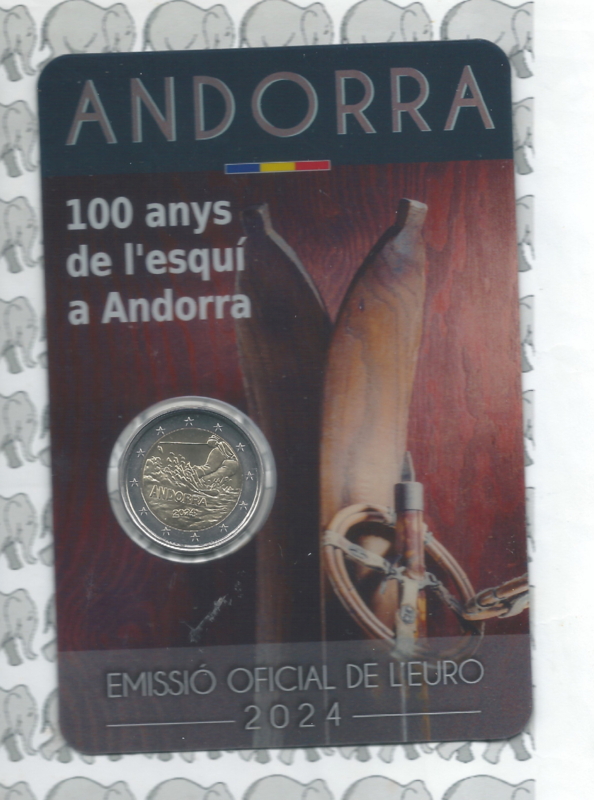 ANDORRA
100 anys
de l'esquí
a Andorra
ANDORRA
2024
EMISSIÓ OFICIAL DE L'EURO
2024